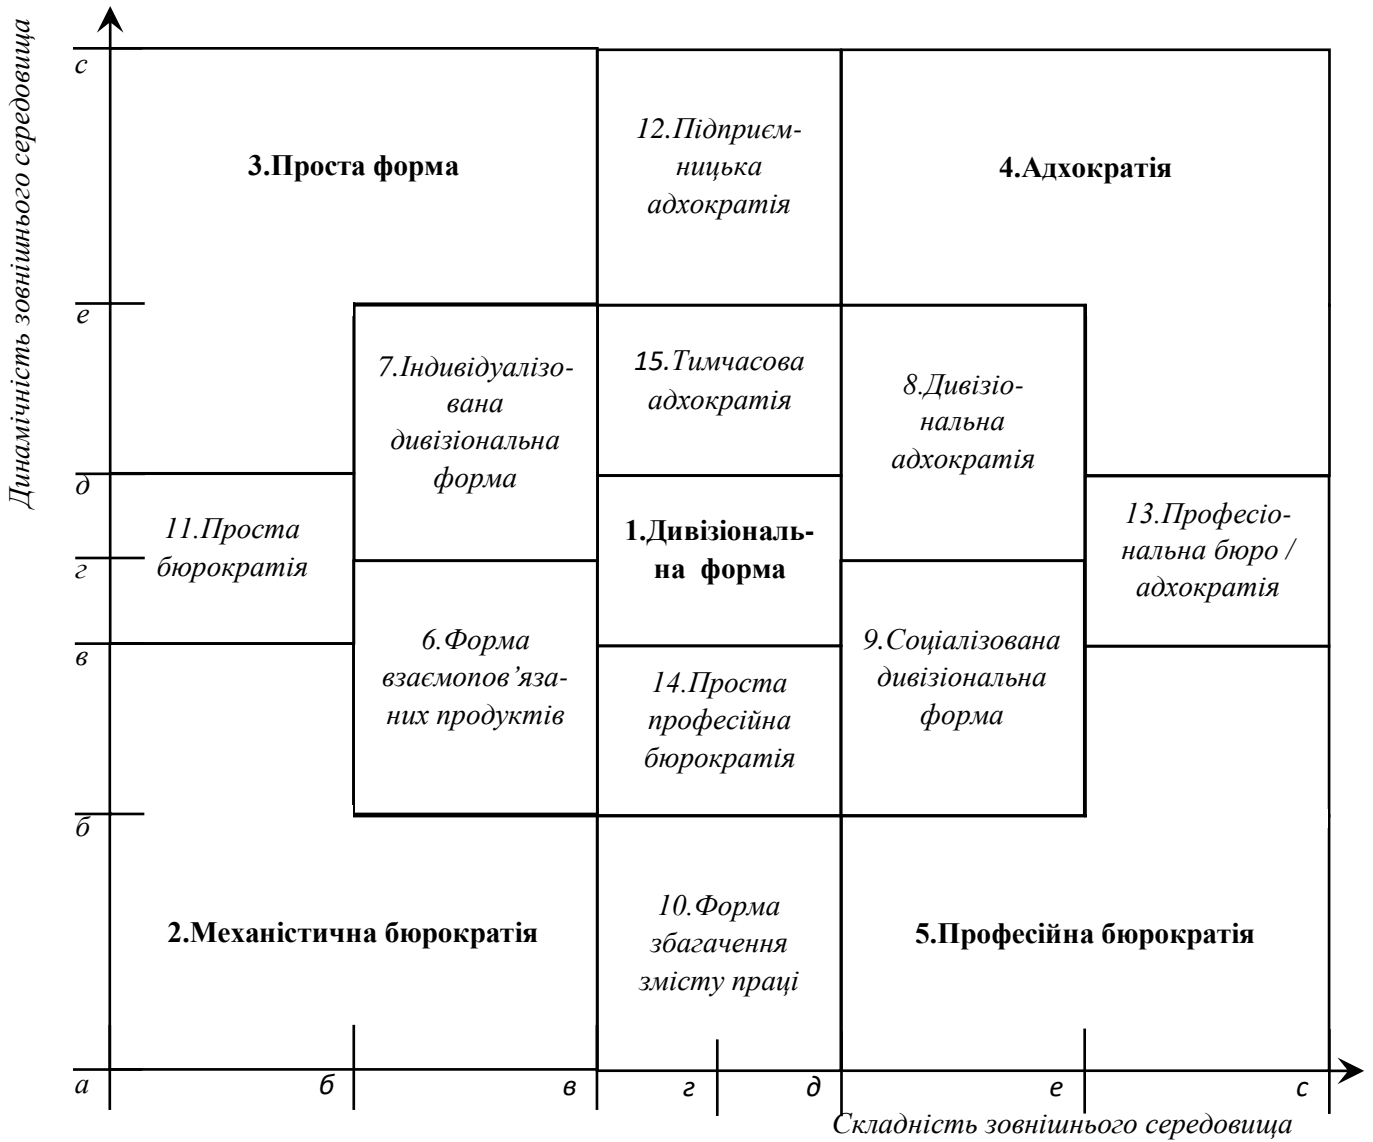 Динамічність зовнішнього середовища
с
12.Підприєм-
ницька
адхократія
3.Проста форма
4.Адхократія
е
7.Індивідуалізо-
вана
дивізіональна
форма
15.Тимчасова
адхократія
8.Дивізіо-
нальна
адхократія
д
11.Проста
бюрократія
1.Дивізіональ-
на форма
13.Професіо-
нальна бюро /
адхократія
г
6.Форма
взаємопов’яза-
них продуктів
9.Соціалізована
дивізіональна
форма
в
14.Проста
професійна
бюрократія
б
2.Механістична бюрократія
10.Форма
збагачення
змісту праці
5.Професійна бюрократія
а б в г д е с
Складність зовнішнього середовища